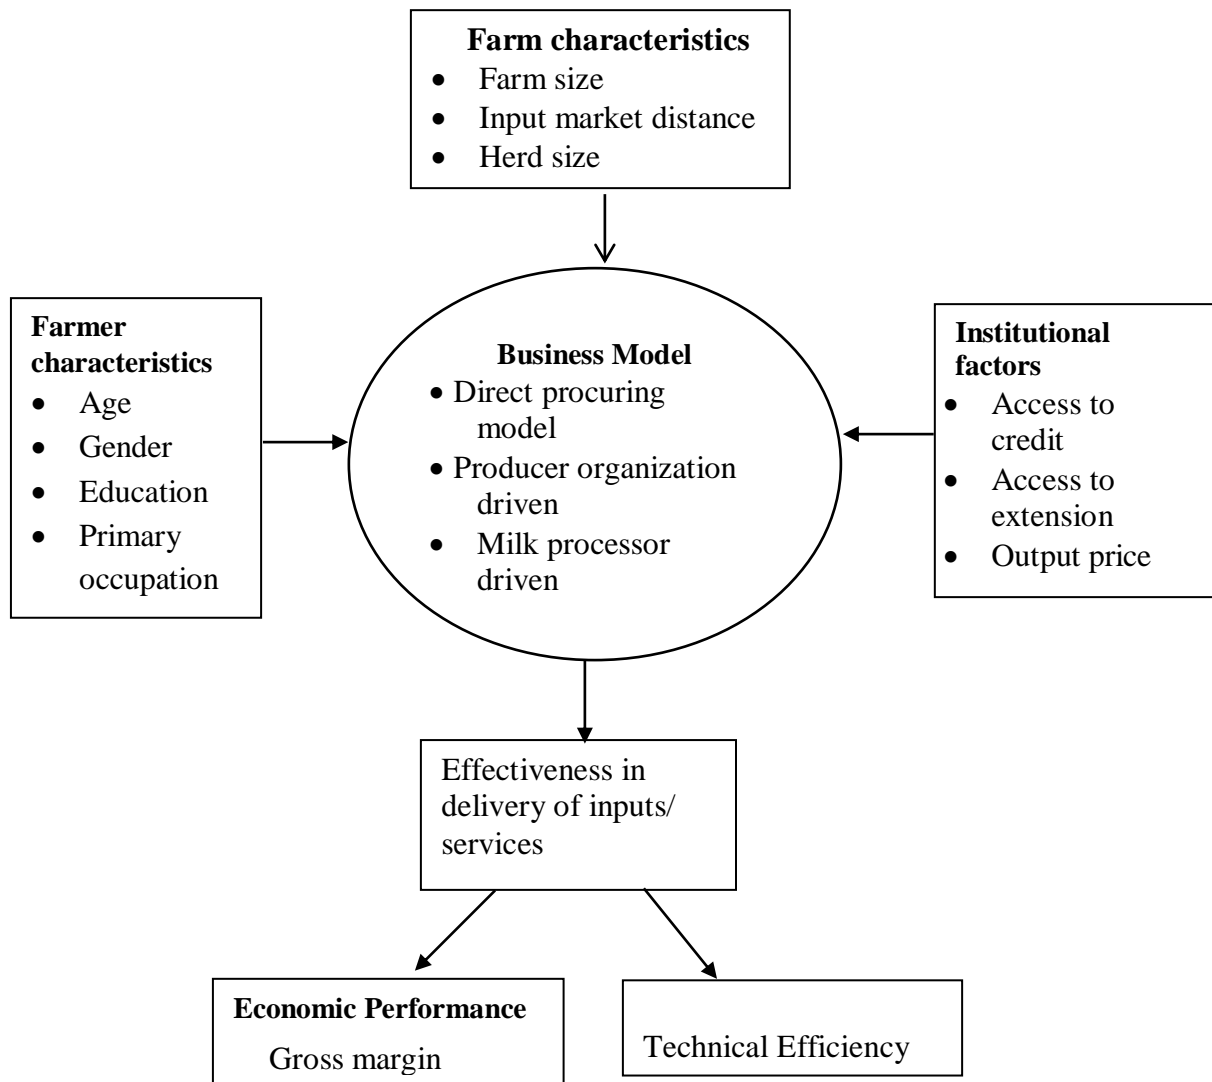 Farm characteristics
• Farm size
• Input market distance
• Herd size
Farmer
characteristics
• Age
• Gender
• Education
• Primary
occupation
Business Model
• Direct procuring
model
• Producer organization
driven
• Milk processor
driven
Institutional
factors
• Access to
credit
• Access to
extension
• Output price
Effectiveness in
delivery of inputs/
services
Economic Performance
Gross margin
Technical Efficiency